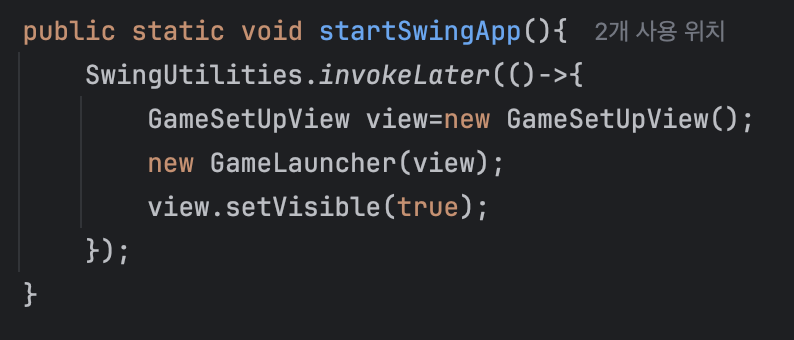 public static void startSwingApp(){ 2개 사용 위치
SwingUtilities.invokeLater(()->{
GameSetUpView view=new GameSetUpView();
new GameLauncher(view);
view.setVisible(true);
});
}